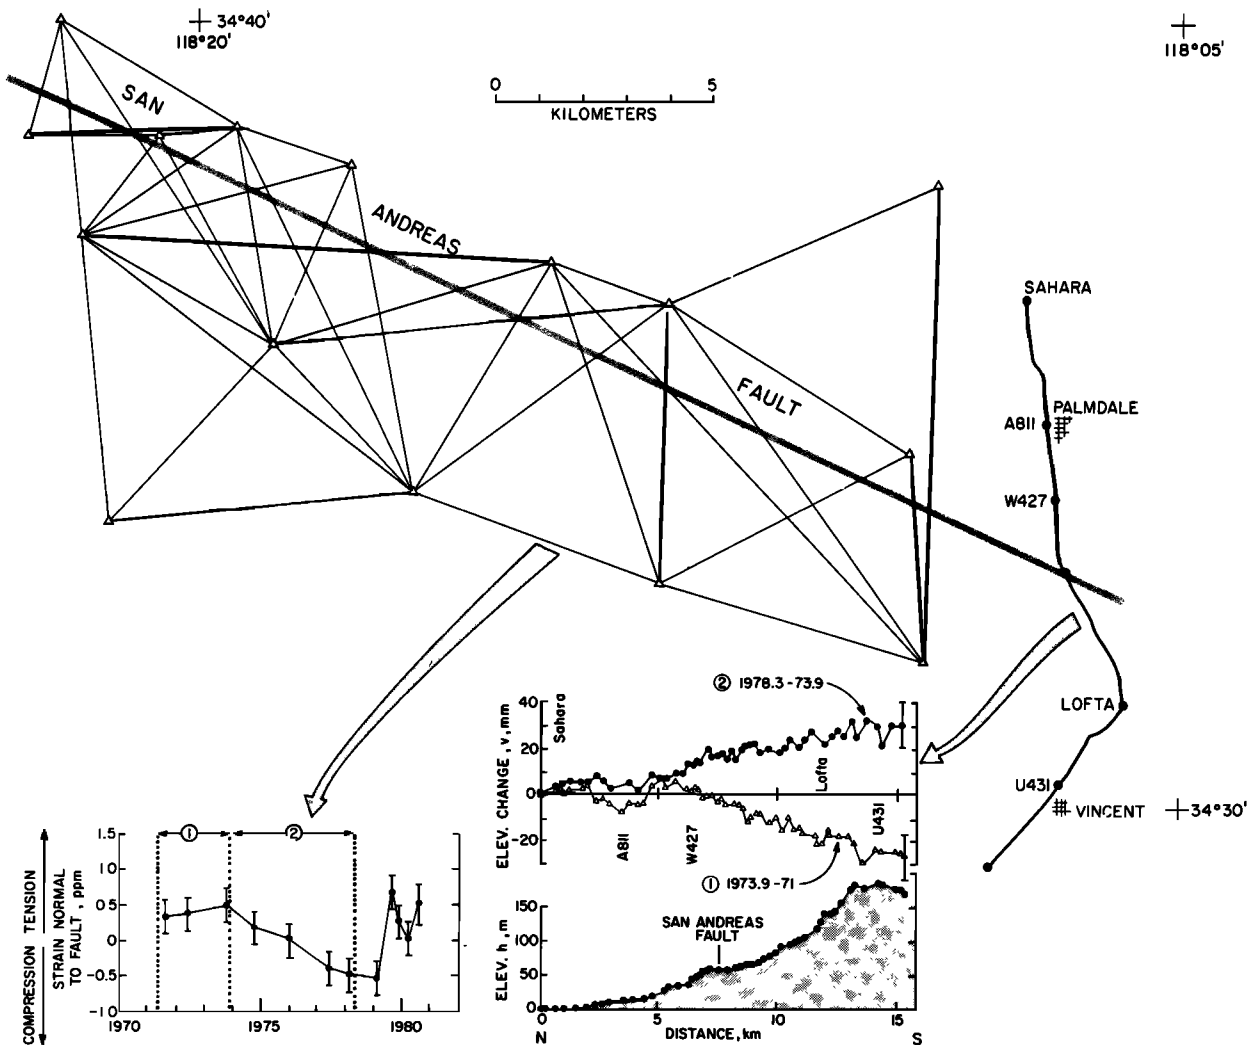 34°40'
118°20'
118°05'
0 5
KILOMETERS
SAN
ANDREAS
FAULT
SAHARA
PALMDALE
A811
W427
LOFTA
U431
VINCENT
34°30'
② 1978.3-73.9
40
20
0
-20
ELEV. CHANGE, v, mm
Sahara
A811
W427
Lofta
U431
① 1973.9-71
SAN ANDREAS
FAULT
150
100
50
0
ELEV. h, m
0 5 10 15
N DISTANCE, km S
① ②
1.5
1 0
0.5
0
-0.5
-1 0
COMPRESSION TENSION
STRAIN NORMAL
TO FAULT, ppm
1970 1975 1980